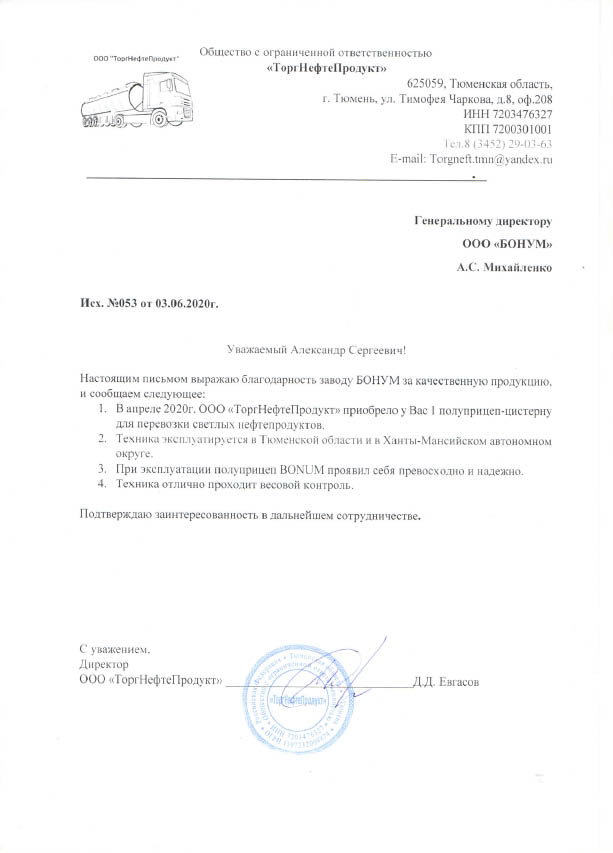 ООО "ТоргНефтеПродукт"
Общество с ограниченной ответственностью
«ТоргНефтеПродукт»
625059, Тюменская область,
г. Тюмень, ул. Тимофея Чаркова, д.8, оф.208
ИНН 7203476327
КПП 7200301001
Тел.8 (3452) 29-03-63
E-mail: Torgneft.tmn@yandex.ru
Генеральному директору
ООО «БОНУМ»
А.С. Михайленко
Исх. №053 от 03.06.2020г.
Уважаемый Александр Сергеевич!
Настоящим письмом выражаю благодарность заводу БОНУМ за качественную продукцию,
и сообщаем следующее:
1. В апреле 2020г. ООО «ТоргНефтеПродукт» приобрело у Вас 1 полуприцеп-цистерну
для перевозки светлых нефтепродуктов.
2. Техника эксплуатируется в Тюменской области и в Ханты-Мансийском автономном
округе.
3. При эксплуатации полуприцеп BONUM проявил себя превосходно и надежно.
4. Техника отлично проходит весовой контроль.
Подтверждаю заинтересованность в дальнейшем сотрудничестве.
С уважением,
Директор
ООО «ТоргНефтеПродукт» Д.Д. Евгасов
«ТоргНефтеПродукт»
ИНН 7203476327